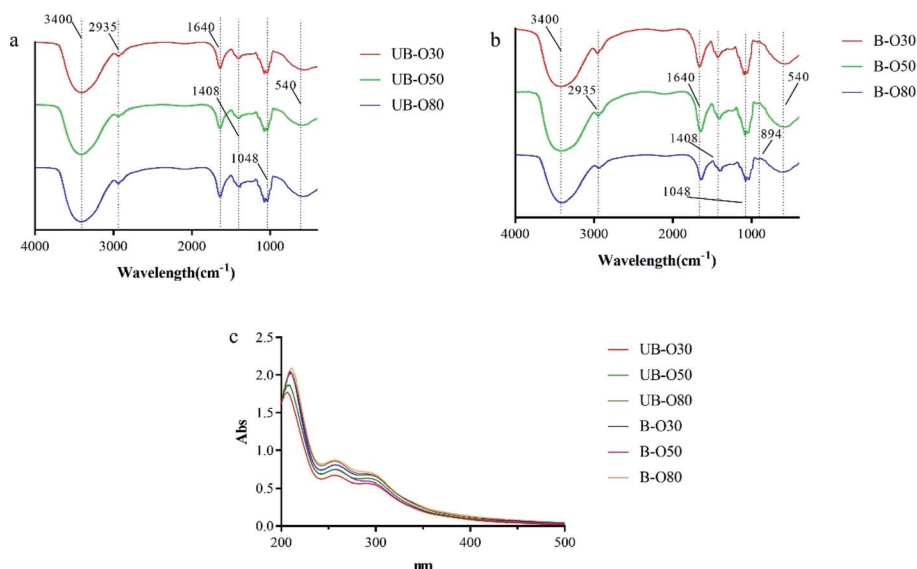 a
3400
2935
1640
1408
1048
540
UB-O30
UB-O50
UB-O80
4000
3000
2000
1000
Wavelength(cm⁻¹)
b
3400
2935
1640
1408
1048
894
540
B-O30
B-O50
B-O80
4000
3000
2000
1000
Wavelength(cm⁻¹)
c
2.5
2.0
1.5
1.0
0.5
0.0
Abs
200
300
400
500
nm
UB-O30
UB-O50
UB-O80
B-O30
B-O50
B-O80